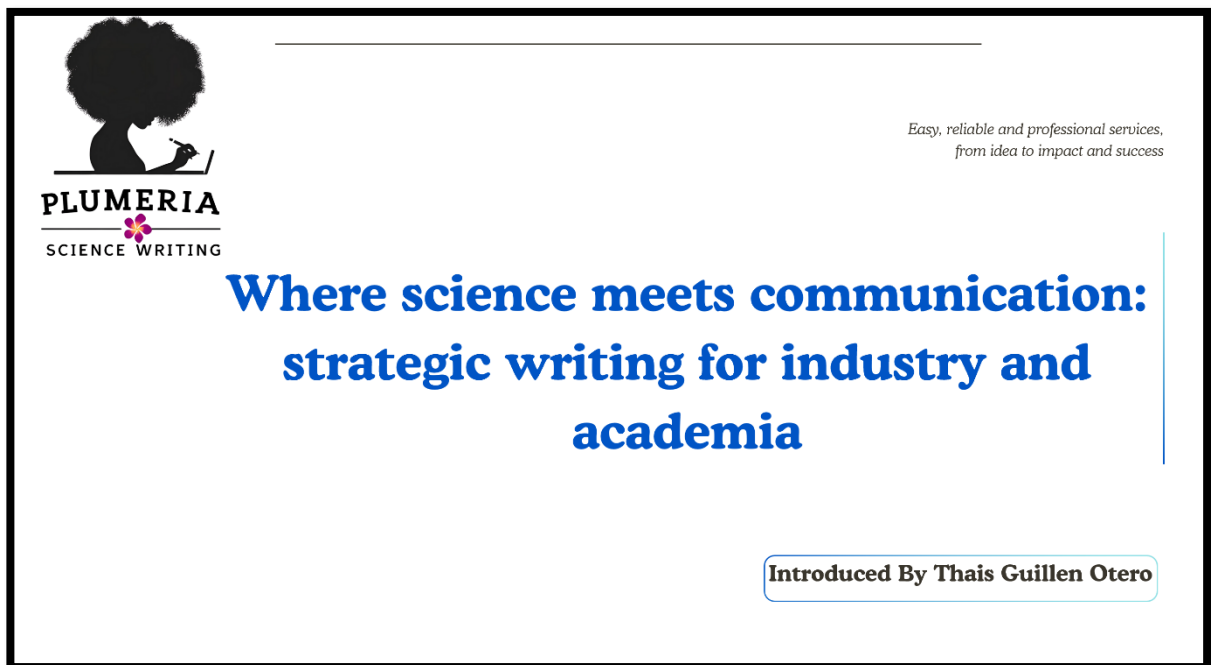 PLUMERIA
SCIENCE WRITING
Easy, reliable and professional services,
from idea to impact and success
Where science meets communication:
strategic writing for industry and
academia
Introduced By Thais Guillen Otero